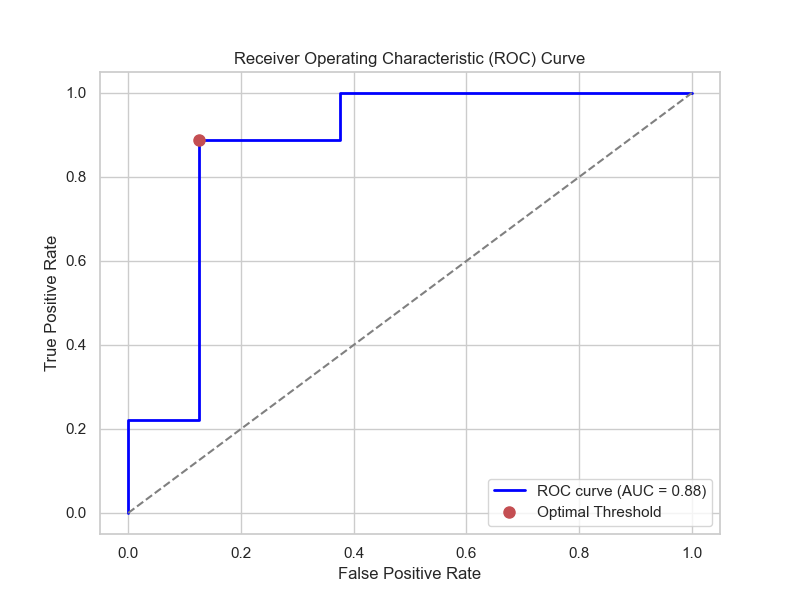 Receiver Operating Characteristic (ROC) Curve
1.0
0.8
0.6
0.4
0.2
0.0
True Positive Rate
0.0 0.2 0.4 0.6 0.8 1.0
False Positive Rate
ROC curve (AUC = 0.88)
Optimal Threshold